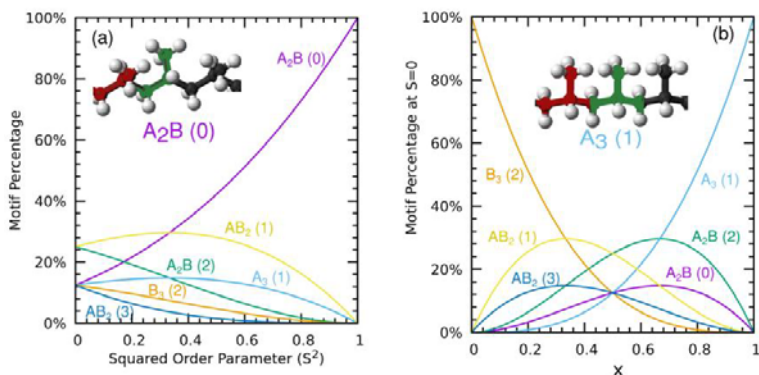 (a)
A₂B (0)
A₂B (0)
AB₂ (1)
A₂B (2)
A₃ (1)
B₃ (2)
AB₂ (3)
Motif Percentage
100%
80%
60%
40%
20%
0%
0 0.2 0.4 0.6 0.8 1
Squared Order Parameter (S²)
(b)
A₃ (1)
B₃ (2)
A₃ (1)
AB₂ (1)
A₂B (2)
AB₂ (3)
A₂B (0)
Motif Percentage at S=0
100%
80%
60%
40%
20%
0%
0 0.2 0.4 0.6 0.8 1
x